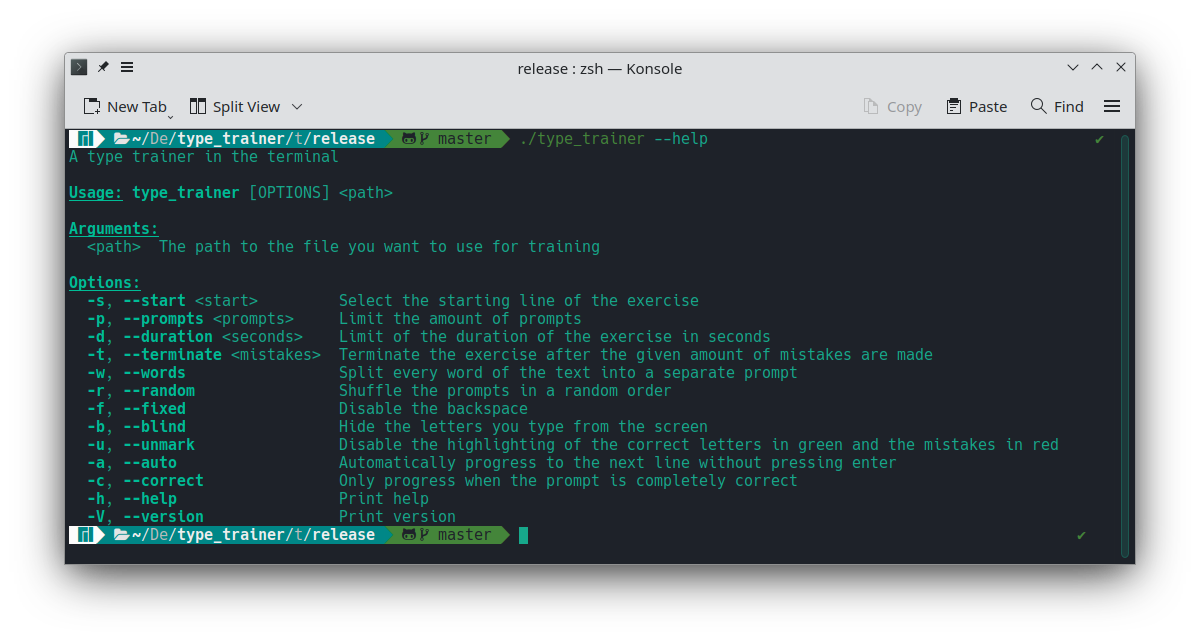 release : zsh — Konsole
New Tab Split View Copy Paste Find
~/De/type_trainer/t/release master ./type_trainer --help ✔
A type trainer in the terminal
Usage: type_trainer [OPTIONS] <path>
Arguments:
<path> The path to the file you want to use for training
Options:
-s, --start <start> Select the starting line of the exercise
-p, --prompts <prompts> Limit the amount of prompts
-d, --duration <seconds> Limit of the duration of the exercise in seconds
-t, --terminate <mistakes> Terminate the exercise after the given amount of mistakes are made
-w, --words Split every word of the text into a separate prompt
-r, --random Shuffle the prompts in a random order
-f, --fixed Disable the backspace
-b, --blind Hide the letters you type from the screen
-u, --unmark Disable the highlighting of the correct letters in green and the mistakes in red
-a, --auto Automatically progress to the next line without pressing enter
-c, --correct Only progress when the prompt is completely correct
-h, --help Print help
-V, --version Print version
~/De/type_trainer/t/release master ✔